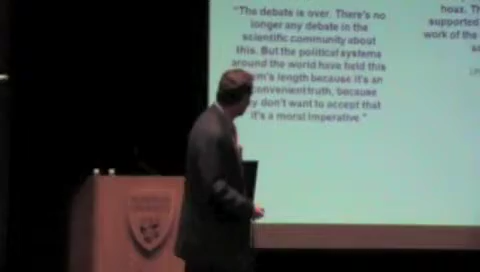 "The debate is over. There's no
longer any debate in the
scientific community about
this. But the political systems
around the world have held this
arm's length because it's an
convenient truth, because
don't want to accept that
it's a moral imperative."
hoax. T
supported
work of the